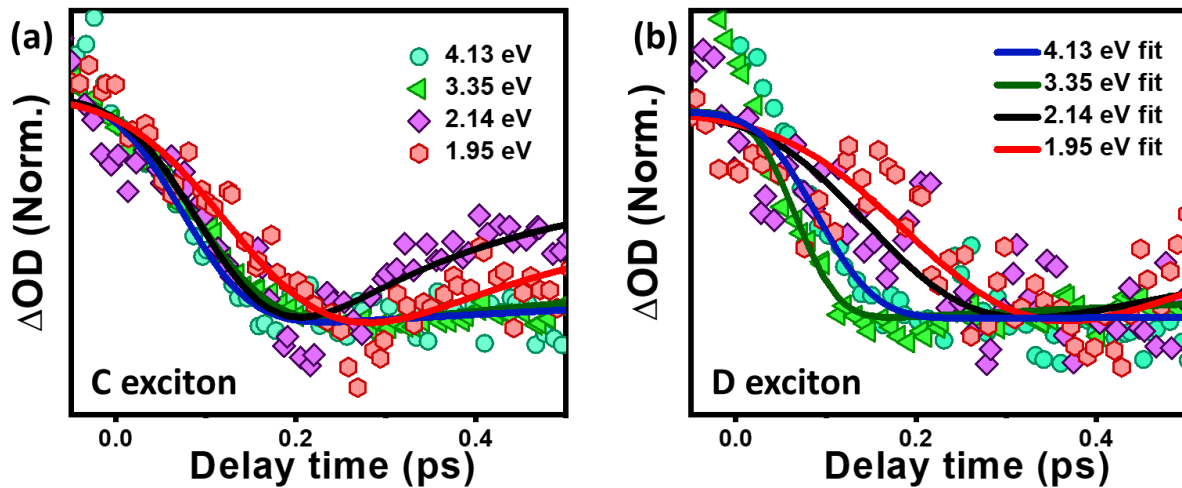 (a)
4.13 eV
3.35 eV
2.14 eV
1.95 eV
ΔOD (Norm.)
C exciton
0.0
0.2
0.4
Delay time (ps)
(b)
4.13 eV fit
3.35 eV fit
2.14 eV fit
1.95 eV fit
ΔOD (Norm.)
D exciton
0.0
0.2
0.4
Delay time (ps)